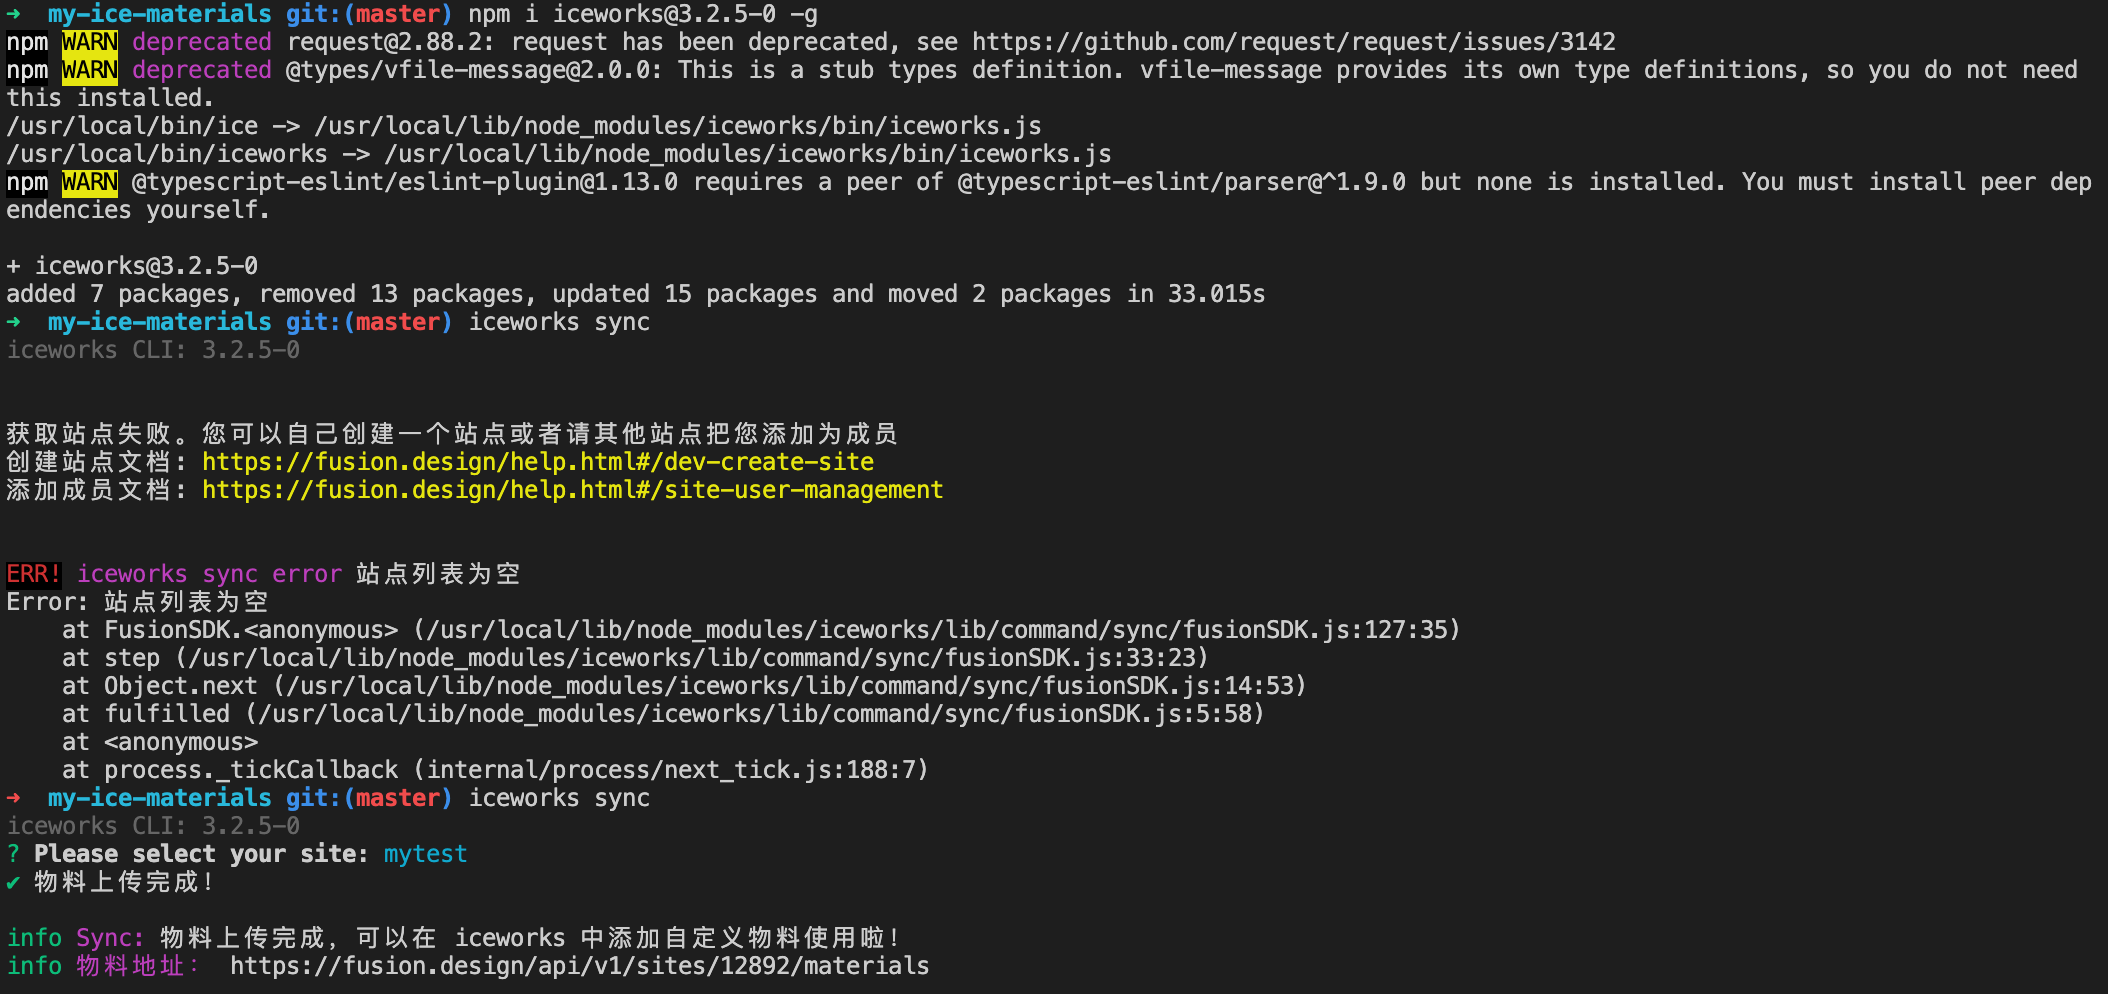 ➜  my-ice-materials git:(master) npm i iceworks@3.2.5-0 -g
npm WARN deprecated request@2.88.2: request has been deprecated, see https://github.com/request/request/issues/3142
npm WARN deprecated @types/vfile-message@2.0.0: This is a stub types definition. vfile-message provides its own type definitions, so you do not need
this installed.
/usr/local/bin/ice -> /usr/local/lib/node_modules/iceworks/bin/iceworks.js
/usr/local/bin/iceworks -> /usr/local/lib/node_modules/iceworks/bin/iceworks.js
npm WARN @typescript-eslint/eslint-plugin@1.13.0 requires a peer of @typescript-eslint/parser@^1.9.0 but none is installed. You must install peer dep
endencies yourself.
+ iceworks@3.2.5-0
added 7 packages, removed 13 packages, updated 15 packages and moved 2 packages in 33.015s
➜  my-ice-materials git:(master) iceworks sync
iceworks CLI: 3.2.5-0
获取站点失败。您可以自己创建一个站点或者请其他站点把您添加为成员
创建站点文档: https://fusion.design/help.html#/dev-create-site
添加成员文档: https://fusion.design/help.html#/site-user-management
ERR! iceworks sync error 站点列表为空
Error: 站点列表为空
    at FusionSDK.<anonymous> (/usr/local/lib/node_modules/iceworks/lib/command/sync/fusionSDK.js:127:35)
    at step (/usr/local/lib/node_modules/iceworks/lib/command/sync/fusionSDK.js:33:23)
    at Object.next (/usr/local/lib/node_modules/iceworks/lib/command/sync/fusionSDK.js:14:53)
    at fulfilled (/usr/local/lib/node_modules/iceworks/lib/command/sync/fusionSDK.js:5:58)
    at <anonymous>
    at process._tickCallback (internal/process/next_tick.js:188:7)
➜  my-ice-materials git:(master) iceworks sync
iceworks CLI: 3.2.5-0
? Please select your site: mytest
✔ 物料上传完成!
info Sync: 物料上传完成, 可以在 iceworks 中添加自定义物料使用啦!
info 物料地址:  https://fusion.design/api/v1/sites/12892/materials